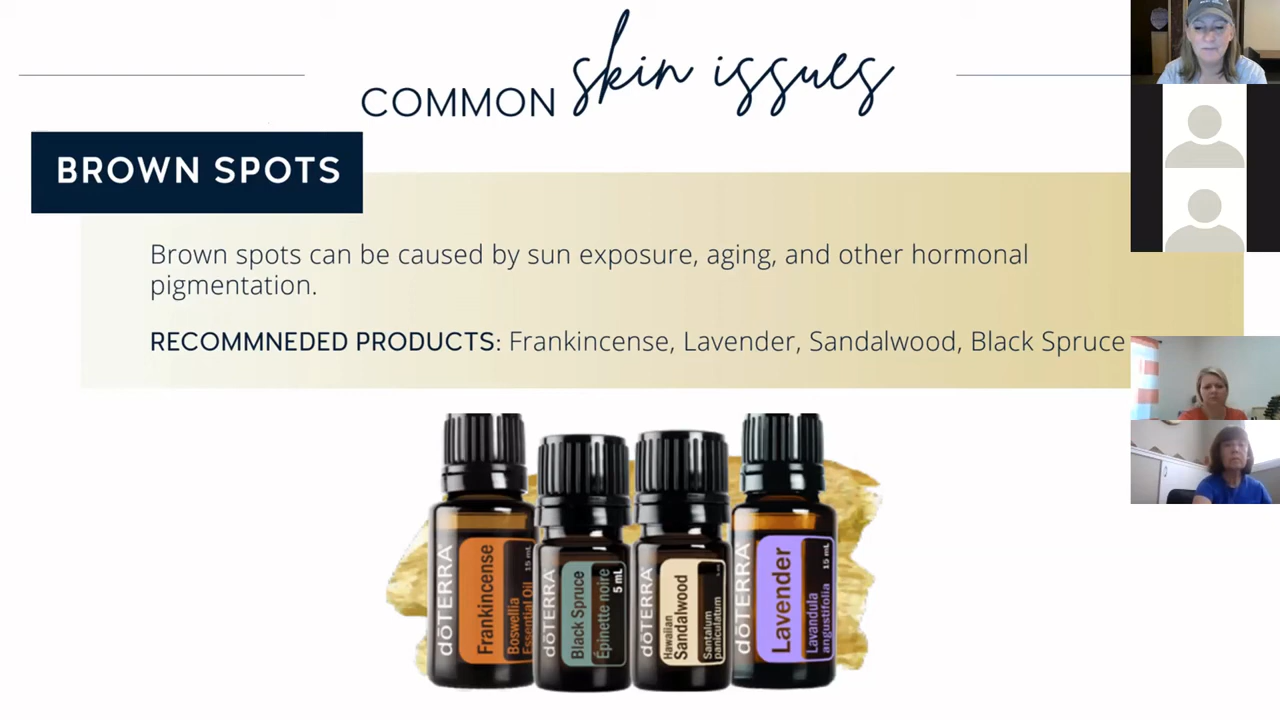 COMMON skin issues
BROWN SPOTS
Brown spots can be caused by sun exposure, aging, and other hormonal
pigmentation.
RECOMMNEDED PRODUCTS: Frankincense, Lavender, Sandalwood, Black Spruce
dōTERRA
Frankincense
Boswellia
Essential Oil
15 mL
dōTERRA
Black Spruce
Épinette noire
5 mL
dōTERRA
Hawaiian
Sandalwood
Santalum
paniculatum
dōTERRA
Lavender
Lavandula
angustifolia
15 mL